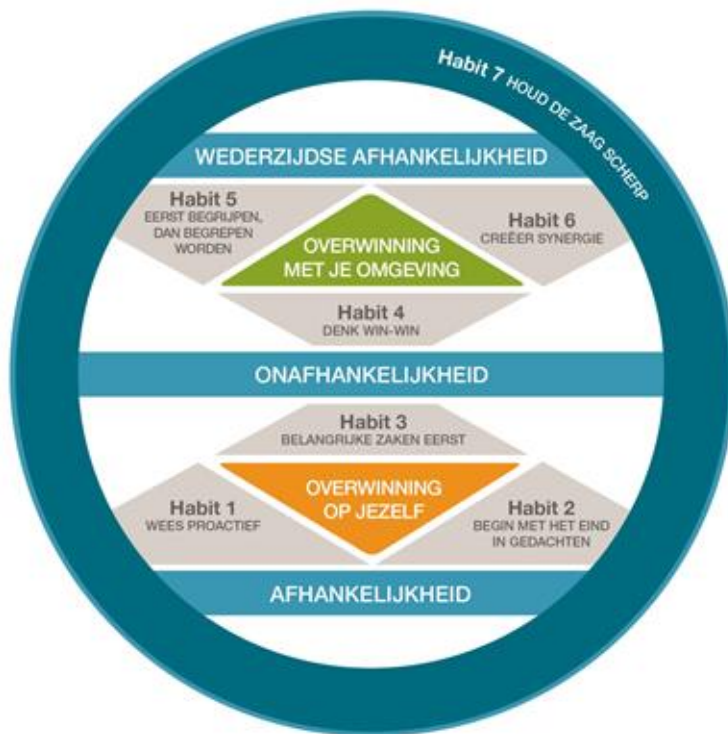 Habit 7 HOUD DE ZAAG SCHERP
WEDERZIJDSE AFHANKELIJKHEID
Habit 5
EERST BEGRIJPEN,
DAN BEGREPEN
WORDEN
OVERWINNING
MET JE OMGEVING
Habit 6
CREËER SYNERGIE
Habit 4
DENK WIN-WIN
ONAFHANKELIJKHEID
Habit 3
BELANGRIJKE ZAKEN EERST
Habit 1
WEES PROACTIEF
OVERWINNING
OP JEZELF
Habit 2
BEGIN MET HET EIND
IN GEDACHTEN
AFHANKELIJKHEID